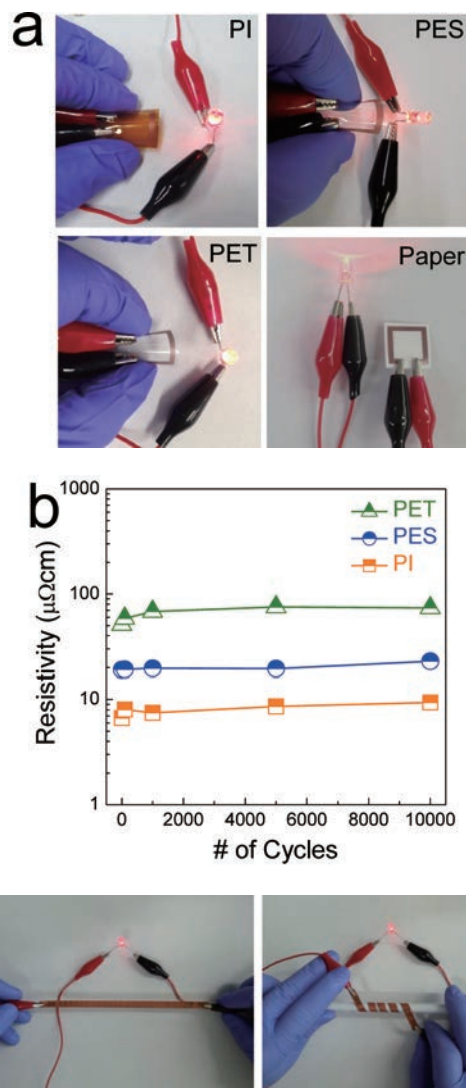 a
PI
PES
PET
Paper
b
1000
100
10
1
Resistivity (μΩcm)
PET
PES
PI
0 2000 4000 6000 8000 10000
# of Cycles